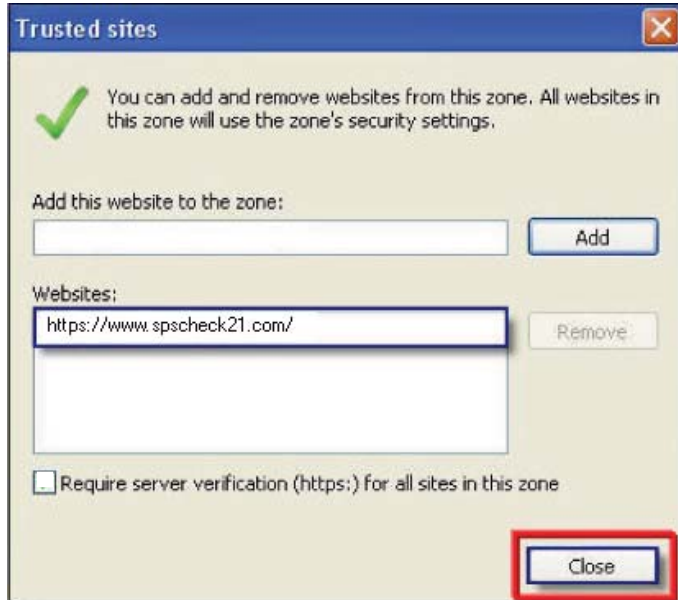 Trusted sites
You can add and remove websites from this zone. All websites in
this zone will use the zone's security settings.
Add this website to the zone:
Add
Websites:
https://www.spscheck21.com/
Remove
Require server verification (https:) for all sites in this zone
Close